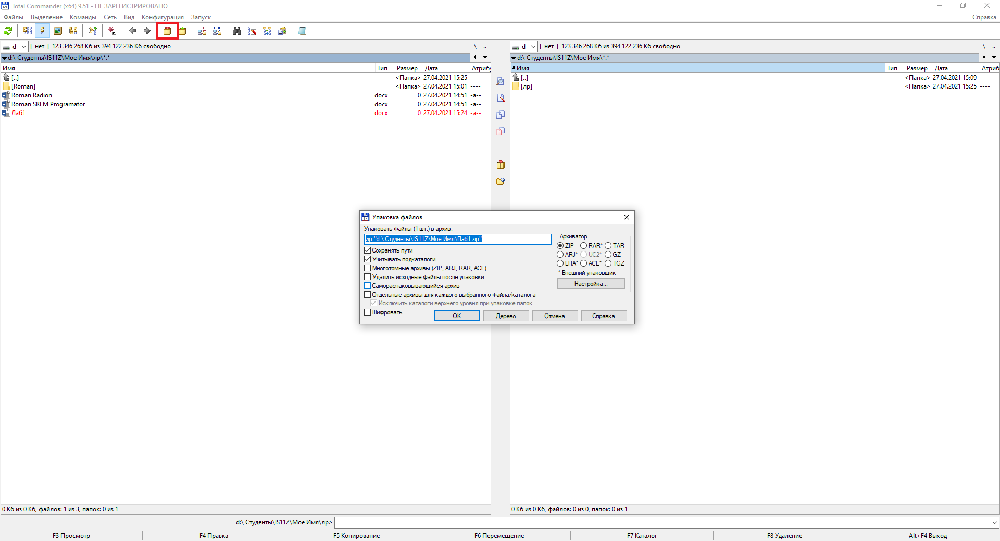 Total Commander (x64) 9.51 - НЕ ЗАРЕГИСТРИРОВАНО
Файлы Выделение Команды Сеть Вид Конфигурация Запуск Справка
FTP URL
d [_нет_] 123 346 268 Кб из 394 122 236 Кб свободно \ ..
d:\ Студенты\IS11Z\Мое Имя\лр\*.* *
Имя Тип Размер Дата Атрибу
[..] <Папка> 27.04.2021 15:25 ----
[Roman] <Папка> 27.04.2021 15:01 ----
Roman Radion docx 0 27.04.2021 14:51 -a--
Roman SREM Programator docx 0 27.04.2021 14:51 -a--
Лаб1 docx 0 27.04.2021 15:24 -a--
0 Кб из 0 Кб, файлов: 1 из 3, папок: 0 из 1
d [_нет_] 123 346 268 Кб из 394 122 236 Кб свободно \ ..
d:\ Студенты\IS11Z\Мое Имя\*.* *
Имя Тип Размер Дата Атриб
[..] <Папка> 27.04.2021 15:09 ----
[лр] <Папка> 27.04.2021 15:25 ----
0 Кб из 0 Кб, файлов: 0 из 0, папок: 0 из 1
64 Упаковка файлов
Упаковать файлы (1 шт.) в архив:
zip:"d:\ Студенты\IS11Z\Мое Имя\Лаб1.zip"
Сохранять пути
Учитывать подкаталоги
Многотомные архивы (ZIP, ARJ, RAR, ACE)
Удалить исходные файлы после упаковки
Самораспаковывающийся архив
Отдельные архивы для каждого выбранного файла/каталога
Исключить каталоги верхнего уровня при упаковке папок
Шифровать
Архиватор
ZIP RAR* TAR
ARJ* UC2* GZ
LHA* ACE* TGZ
* Внешний упаковщик
Настройка...
OK Дерево Отмена Справка
d:\ Студенты\IS11Z\Мое Имя\лр>
F3 Просмотр F4 Правка F5 Копирование F6 Перемещение F7 Каталог F8 Удаление Alt+F4 Выход